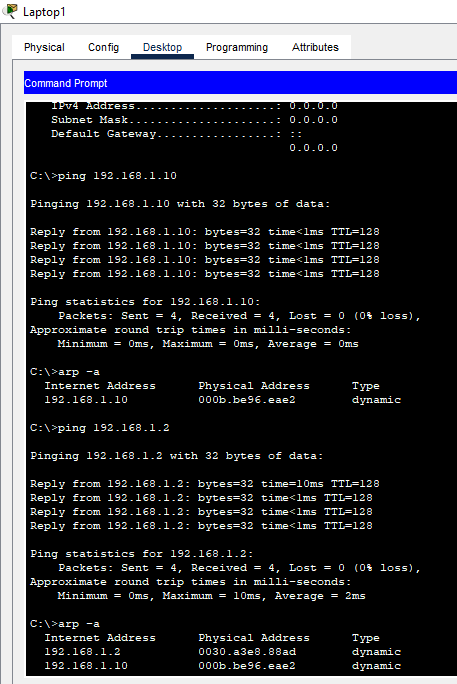 Laptop1
Physical Config Desktop Programming Attributes
Command Prompt
IPv4 Address....................: 0.0.0.0
Subnet Mask.....................: 0.0.0.0
Default Gateway.................: ::
0.0.0.0
C:\>ping 192.168.1.10
Pinging 192.168.1.10 with 32 bytes of data:
Reply from 192.168.1.10: bytes=32 time<1ms TTL=128
Reply from 192.168.1.10: bytes=32 time<1ms TTL=128
Reply from 192.168.1.10: bytes=32 time<1ms TTL=128
Reply from 192.168.1.10: bytes=32 time<1ms TTL=128
Ping statistics for 192.168.1.10:
Packets: Sent = 4, Received = 4, Lost = 0 (0% loss),
Approximate round trip times in milli-seconds:
Minimum = 0ms, Maximum = 0ms, Average = 0ms
C:\>arp -a
Internet Address Physical Address Type
192.168.1.10 000b.be96.eae2 dynamic
C:\>ping 192.168.1.2
Pinging 192.168.1.2 with 32 bytes of data:
Reply from 192.168.1.2: bytes=32 time=10ms TTL=128
Reply from 192.168.1.2: bytes=32 time<1ms TTL=128
Reply from 192.168.1.2: bytes=32 time<1ms TTL=128
Reply from 192.168.1.2: bytes=32 time<1ms TTL=128
Ping statistics for 192.168.1.2:
Packets: Sent = 4, Received = 4, Lost = 0 (0% loss),
Approximate round trip times in milli-seconds:
Minimum = 0ms, Maximum = 10ms, Average = 2ms
C:\>arp -a
Internet Address Physical Address Type
192.168.1.2 0030.a3e8.88ad dynamic
192.168.1.10 000b.be96.eae2 dynamic